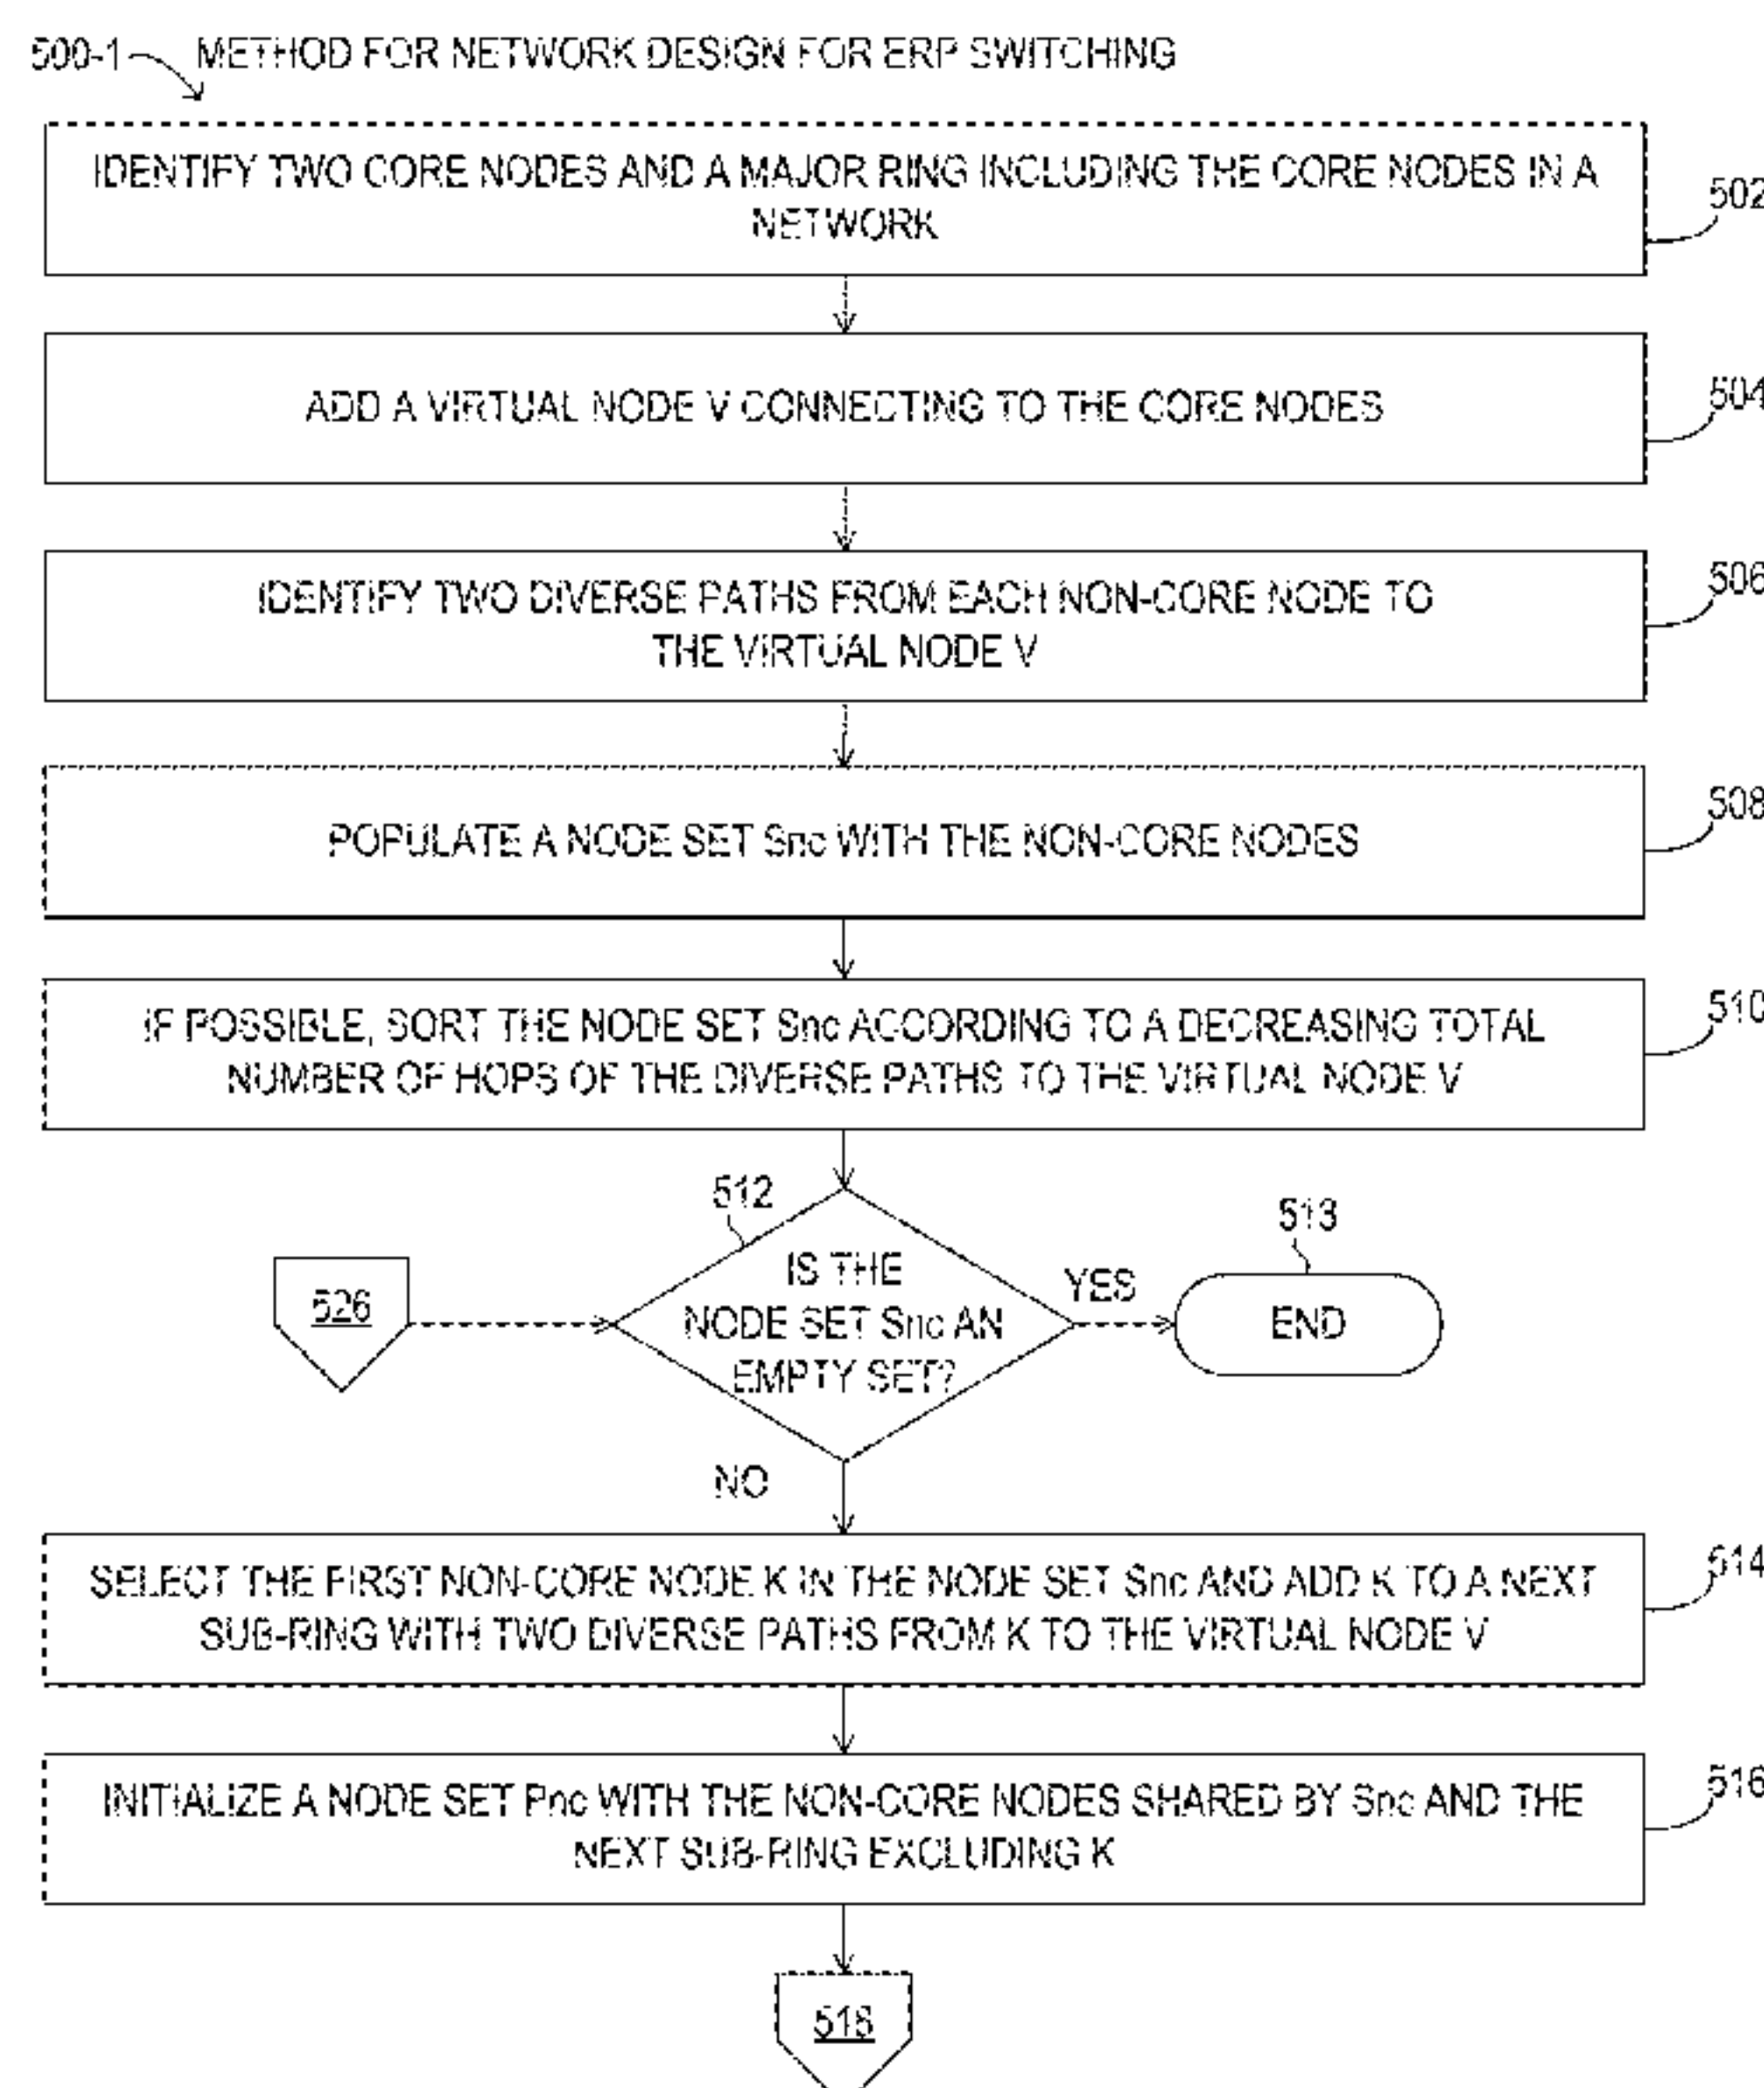 500-1 METHOD FOR NETWORK DESIGN FOR ERP SWITCHING
IDENTIFY TWO CORE NODES AND A MAJOR RING INCLUDING THE CORE NODES IN A
NETWORK
502
ADD A VIRTUAL NODE V CONNECTING TO THE CORE NODES
504
IDENTIFY TWO DIVERSE PATHS FROM EACH NON-CORE NODE TO
THE VIRTUAL NODE V
506
POPULATE A NODE SET Snc WITH THE NON-CORE NODES
508
IF POSSIBLE, SORT THE NODE SET Snc ACCORDING TO A DECREASING TOTAL
NUMBER OF HOPS OF THE DIVERSE PATHS TO THE VIRTUAL NODE V
510
512
513
526
IS THE
NODE SET Snc AN
EMPTY SET?
YES
END
NO
SELECT THE FIRST NON-CORE NODE K IN THE NODE SET Snc AND ADD K TO A NEXT
SUB-RING WITH TWO DIVERSE PATHS FROM K TO THE VIRTUAL NODE V
514
INITIALIZE A NODE SET Pnc WITH THE NON-CORE NODES SHARED BY Snc AND THE
NEXT SUB-RING EXCLUDING K
516
518